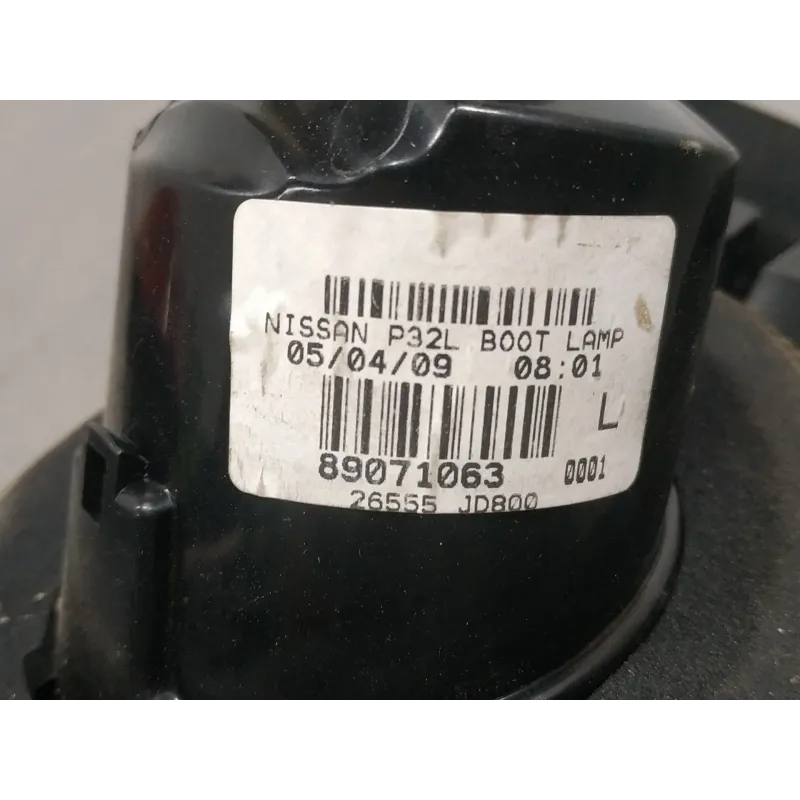 NISSAN P32L BOOT LAMP
05/04/09 08:01
L
89071063 0001
26555 JD800